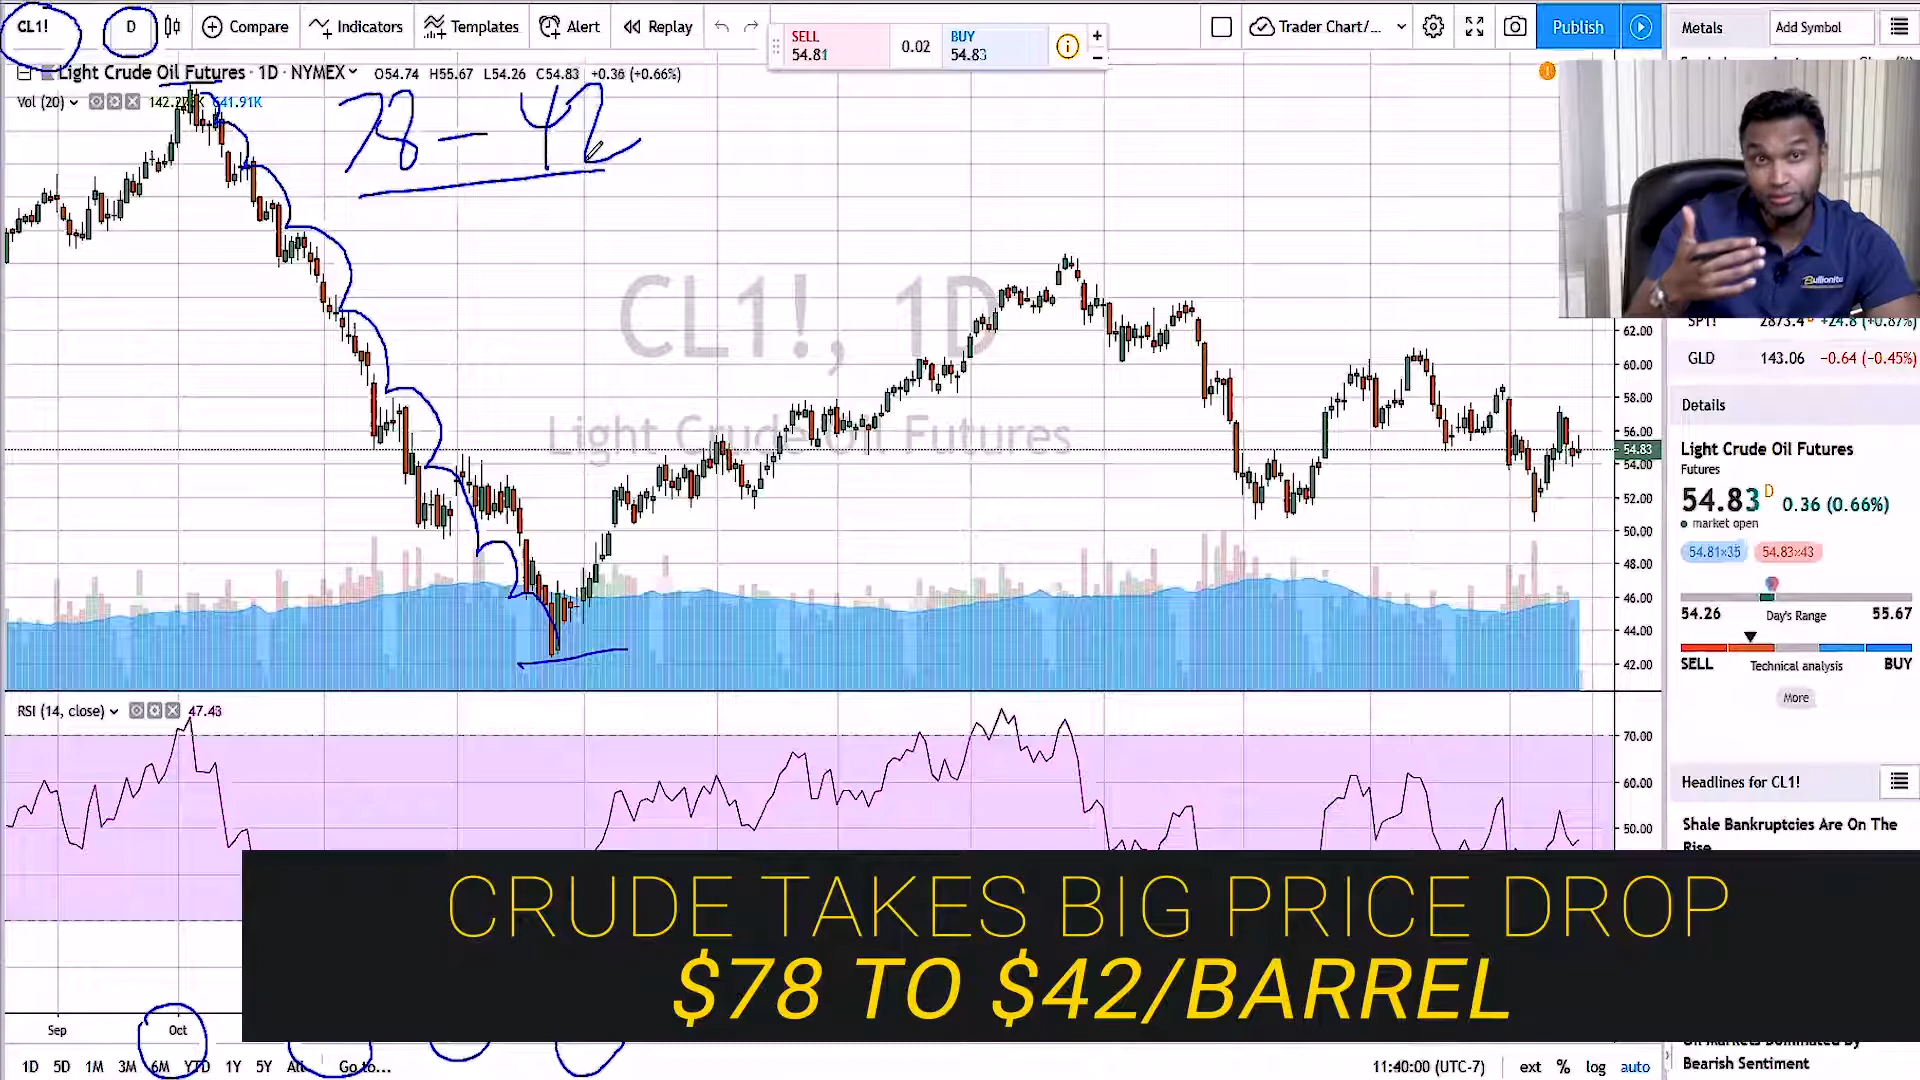 CL1! D Compare Indicators Templates Alert Replay
SELL 54.81 0.02 BUY 54.83
Trader Chart/... Publish
Metals Add Symbol
Light Crude Oil Futures · 1D · NYMEX O54.74 H55.67 L54.26 C54.83 +0.36 (+0.66%)
Vol (20)
78 - 42
CL1!, 1D
Light Crude Oil Futures
Bullionite
62.00
60.00
58.00
56.00
54.83
54.00
52.00
50.00
48.00
46.00
44.00
42.00
2873.4 +24.8 (+0.87%)
GLD 143.06 −0.64 (−0.45%)
Details
Light Crude Oil Futures
Futures
54.83 D 0.36 (0.66%)
market open
54.81×35 54.83×43
54.26 Day's Range 55.67
SELL Technical analysis BUY
More
RSI (14, close) 47.43
70.00
60.00
50.00
Headlines for CL1!
Shale Bankruptcies Are On The
Rise
CRUDE TAKES BIG PRICE DROP
$78 TO $42/BARREL
Sep Oct
Bearish Sentiment
1D 5D 1M 3M 6M YTD 1Y 5Y All Go to...
11:40:00 (UTC-7) ext % log auto